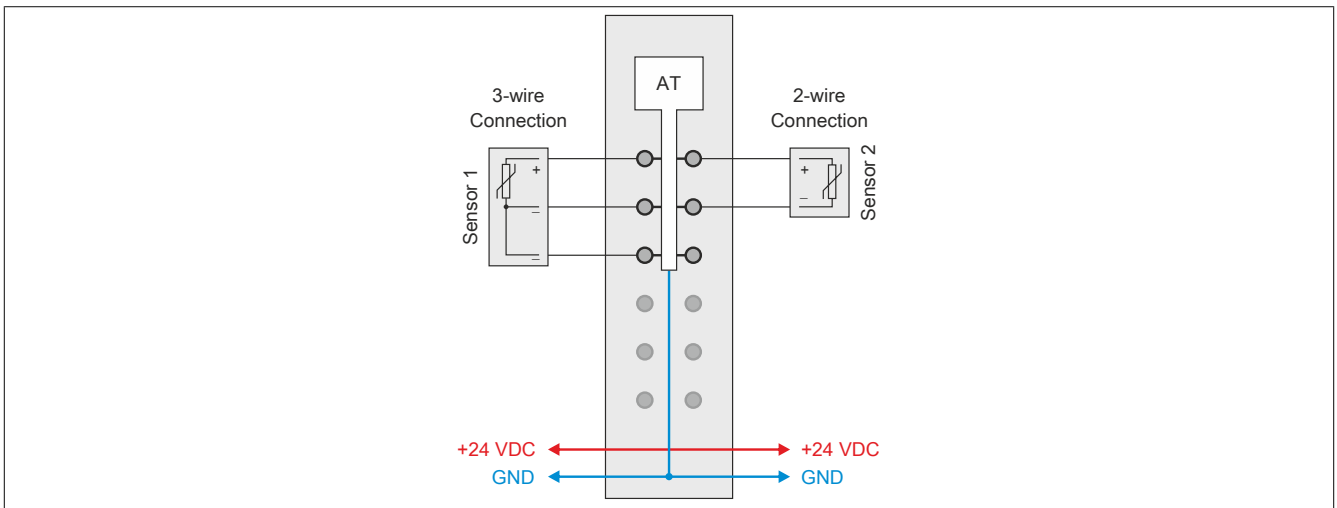 AT
3-wire
Connection
2-wire
Connection
Sensor 1
+
–
–
+
–
Sensor 2
+24 VDC
+24 VDC
GND
GND